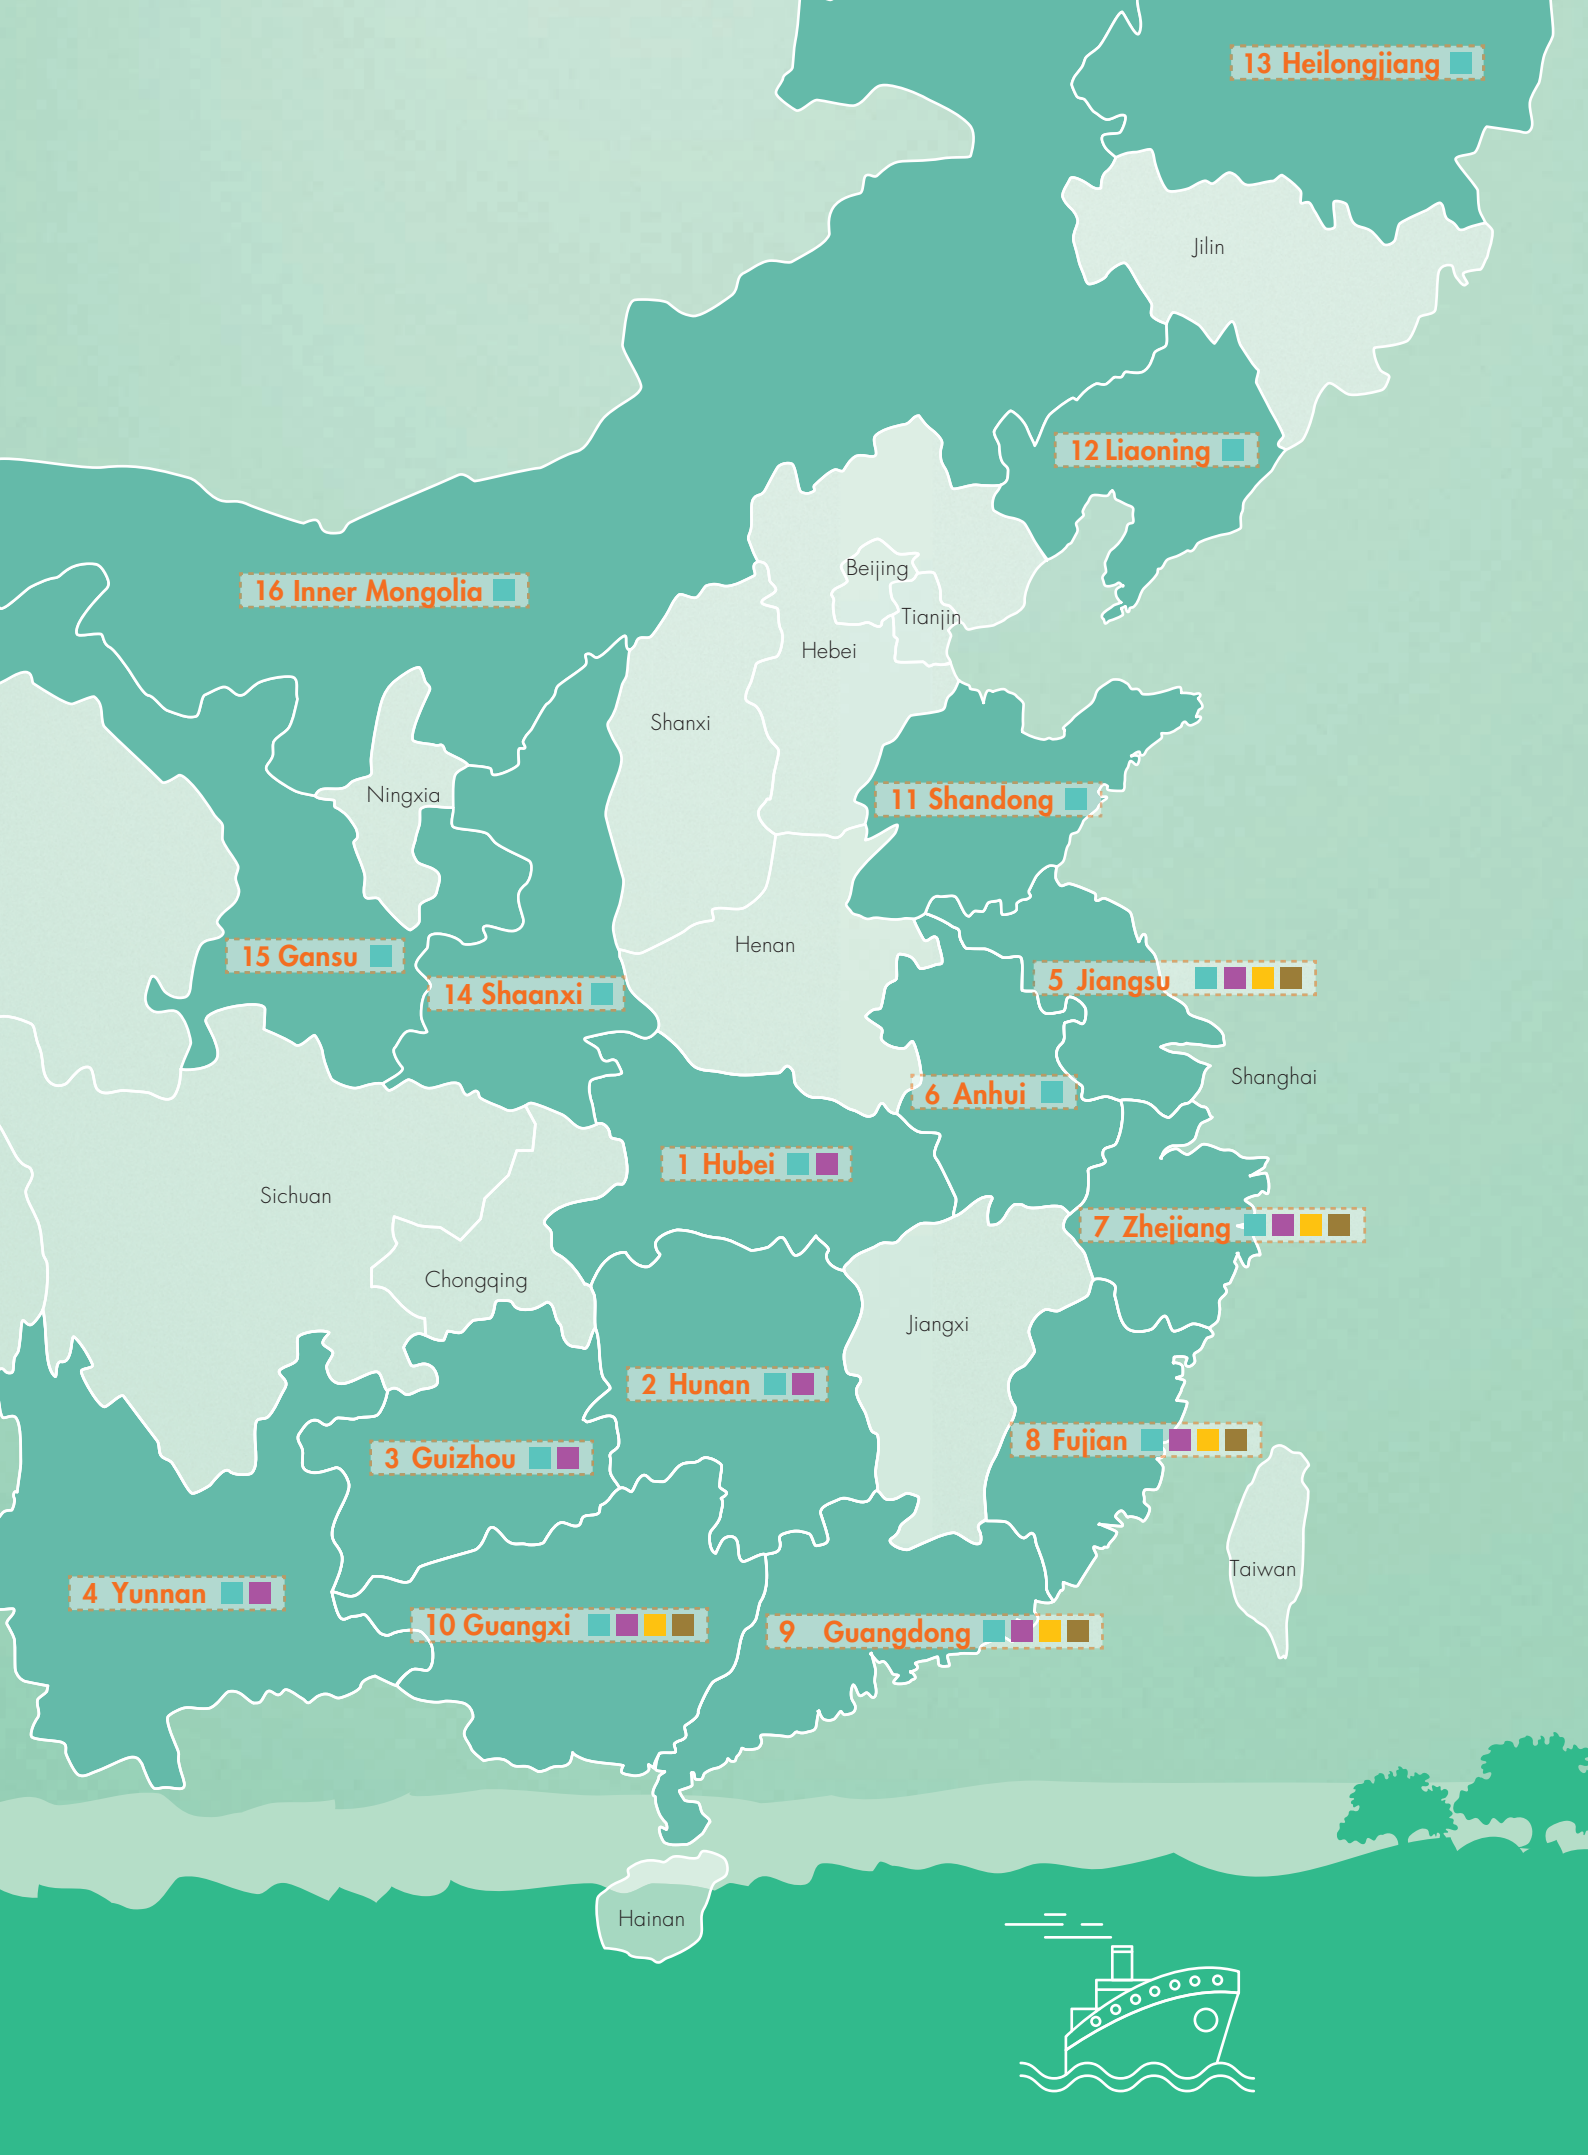 13 Heilongjiang
Jilin
12 Liaoning
Beijing
16 Inner Mongolia
Tianjin
Hebei
Shanxi
Ningxia
11 Shandong
Henan
15 Gansu
5 Jiangsu
14 Shaanxi
Shanghai
6 Anhui
1 Hubei
Sichuan
7 Zhejiang
Chongqing
Jiangxi
2 Hunan
8 Fujian
3 Guizhou
Taiwan
4 Yunnan
10 Guangxi
9 Guangdong
Hainan